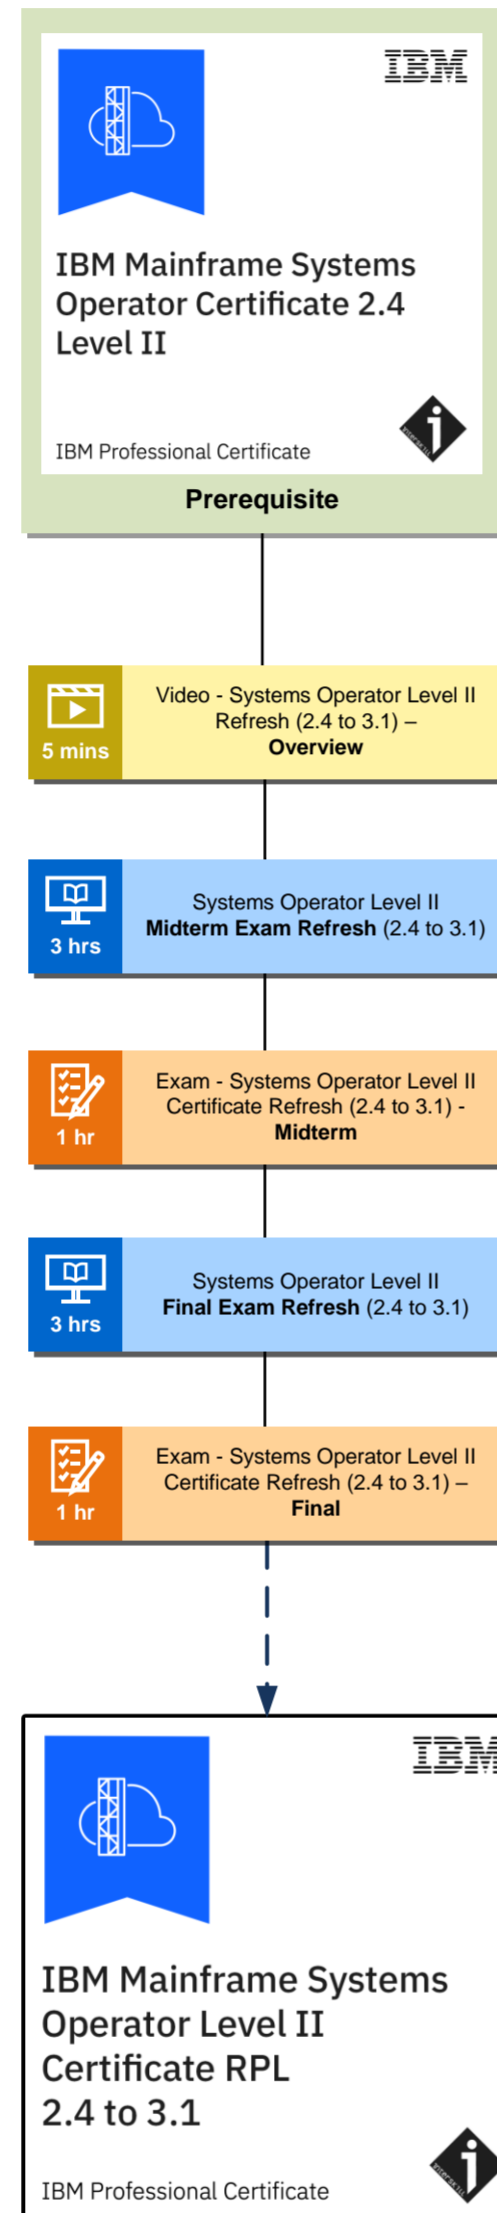 IBM
IBM Mainframe Systems
Operator Certificate 2.4
Level II
IBM Professional Certificate
interskill
Prerequisite
5 mins
Video - Systems Operator Level II
Refresh (2.4 to 3.1) –
Overview
3 hrs
Systems Operator Level II
Midterm Exam Refresh (2.4 to 3.1)
1 hr
Exam - Systems Operator Level II
Certificate Refresh (2.4 to 3.1) -
Midterm
3 hrs
Systems Operator Level II
Final Exam Refresh (2.4 to 3.1)
1 hr
Exam - Systems Operator Level II
Certificate Refresh (2.4 to 3.1) –
Final
IBM
IBM Mainframe Systems
Operator Level II
Certificate RPL
2.4 to 3.1
IBM Professional Certificate
interskill